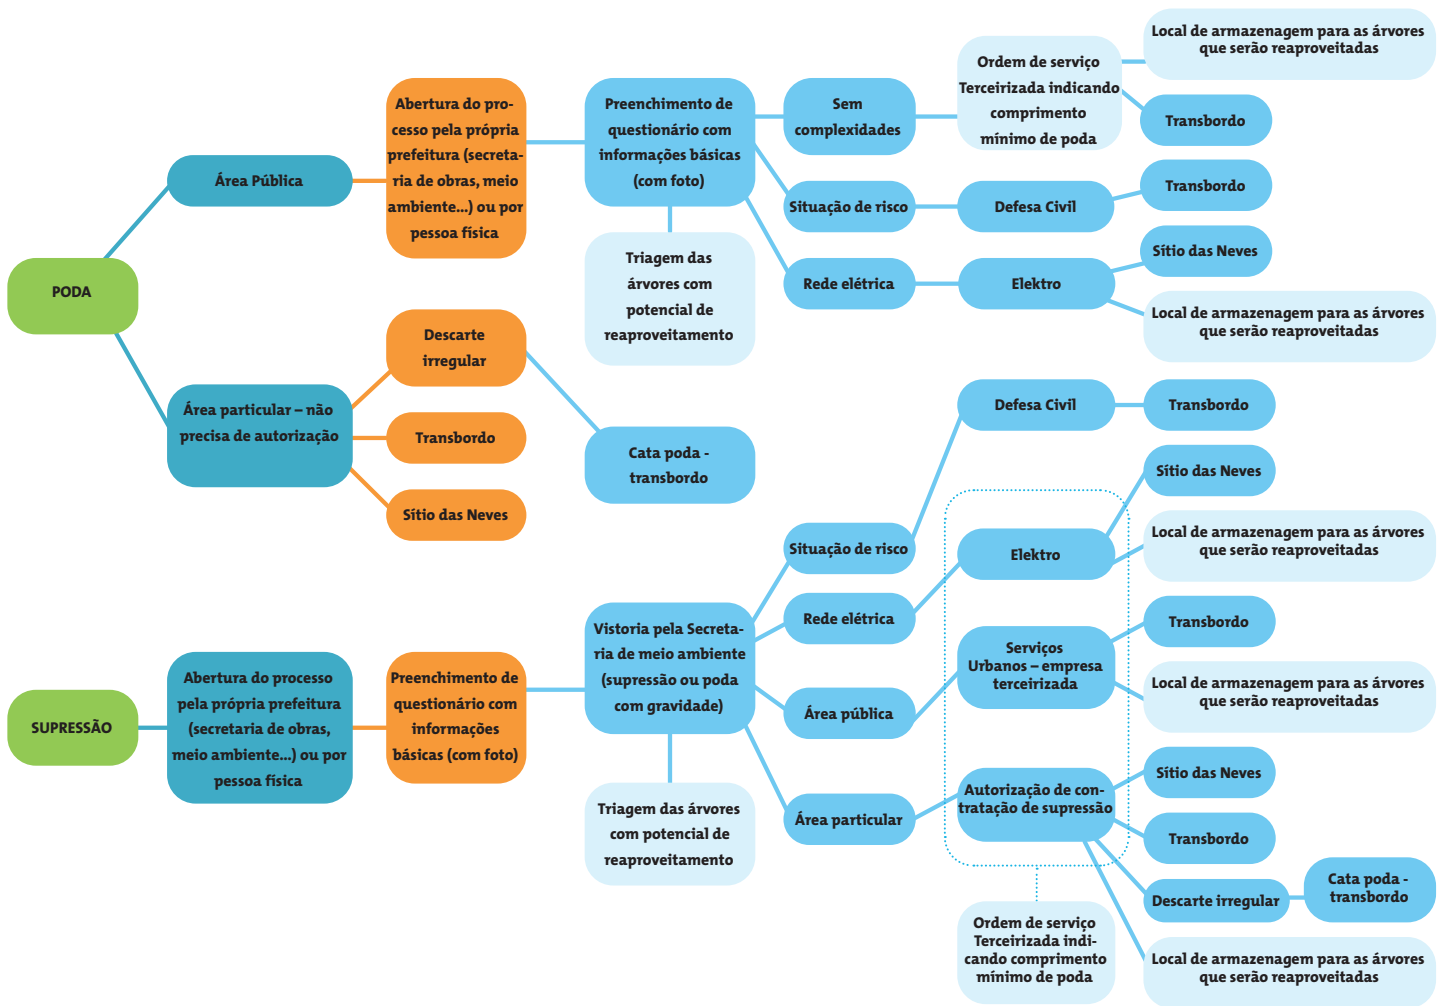 PODA
Área Pública
Abertura do pro-
cesso pela própria
prefeitura (secreta-
ria de obras, meio
ambiente...) ou por
pessoa física
Preenchimento de
questionário com
informações básicas
(com foto)
Triagem das
árvores com
potencial de
reaproveitamento
Sem
complexidades
Ordem de serviço
Terceirizada indicando
comprimento
mínimo de poda
Local de armazenagem para as árvores
que serão reaproveitadas
Transbordo
Situação de risco
Defesa Civil
Transbordo
Rede elétrica
Elektro
Sítio das Neves
Local de armazenagem para as árvores
que serão reaproveitadas
Área particular – não
precisa de autorização
Descarte
irregular
Transbordo
Sítio das Neves
Cata poda -
transbordo
SUPRESSÃO
Abertura do processo
pela própria prefeitura
(secretaria de obras,
meio ambiente...) ou por
pessoa física
Preenchimento de
questionário com
informações
básicas (com foto)
Vistoria pela Secreta-
ria de meio ambiente
(supressão ou poda
com gravidade)
Triagem das árvores
com potencial de
reaproveitamento
Situação de risco
Defesa Civil
Transbordo
Rede elétrica
Elektro
Sítio das Neves
Local de armazenagem para as árvores
que serão reaproveitadas
Área pública
Serviços
Urbanos – empresa
terceirizada
Transbordo
Local de armazenagem para as árvores
que serão reaproveitadas
Área particular
Autorização de con-
tratação de supressão
Sítio das Neves
Transbordo
Descarte irregular
Cata poda -
transbordo
Local de armazenagem para as árvores
que serão reaproveitadas
Ordem de serviço
Terceirizada indi-
cando comprimento
mínimo de poda